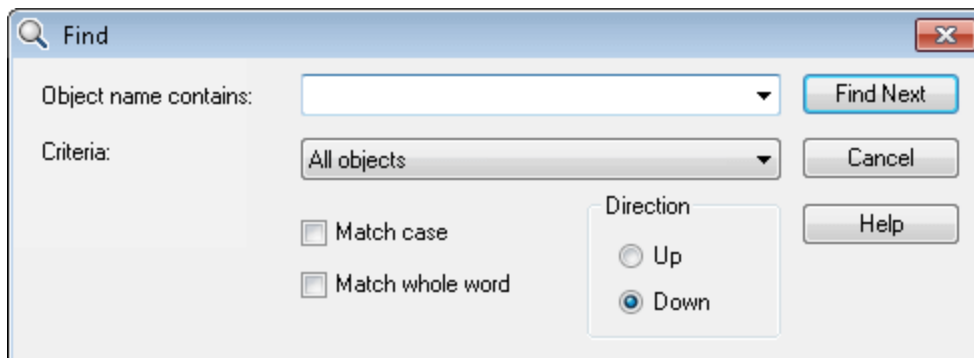 Find
Object name contains:
Find Next
Criteria:
All objects
Cancel
Match case
Direction
Help
Up
Match whole word
Down